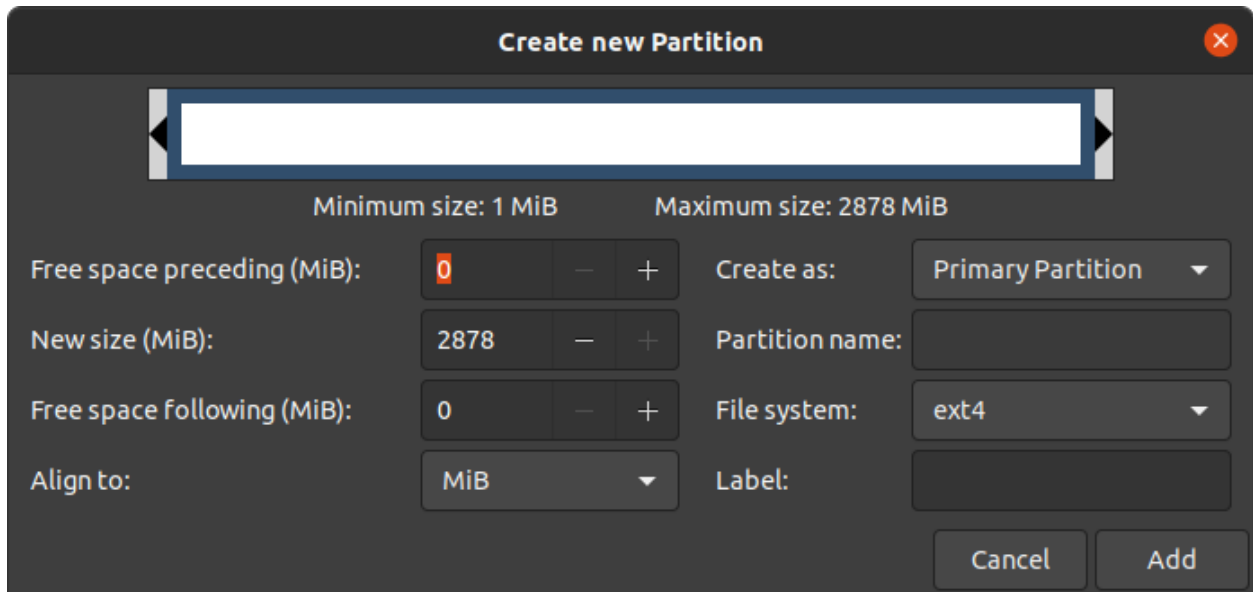 Create new Partition
Minimum size: 1 MiB Maximum size: 2878 MiB
Free space preceding (MiB): 0 Create as: Primary Partition
New size (MiB): 2878 Partition name:
Free space following (MiB): 0 File system: ext4
Align to: MiB Label:
Cancel Add